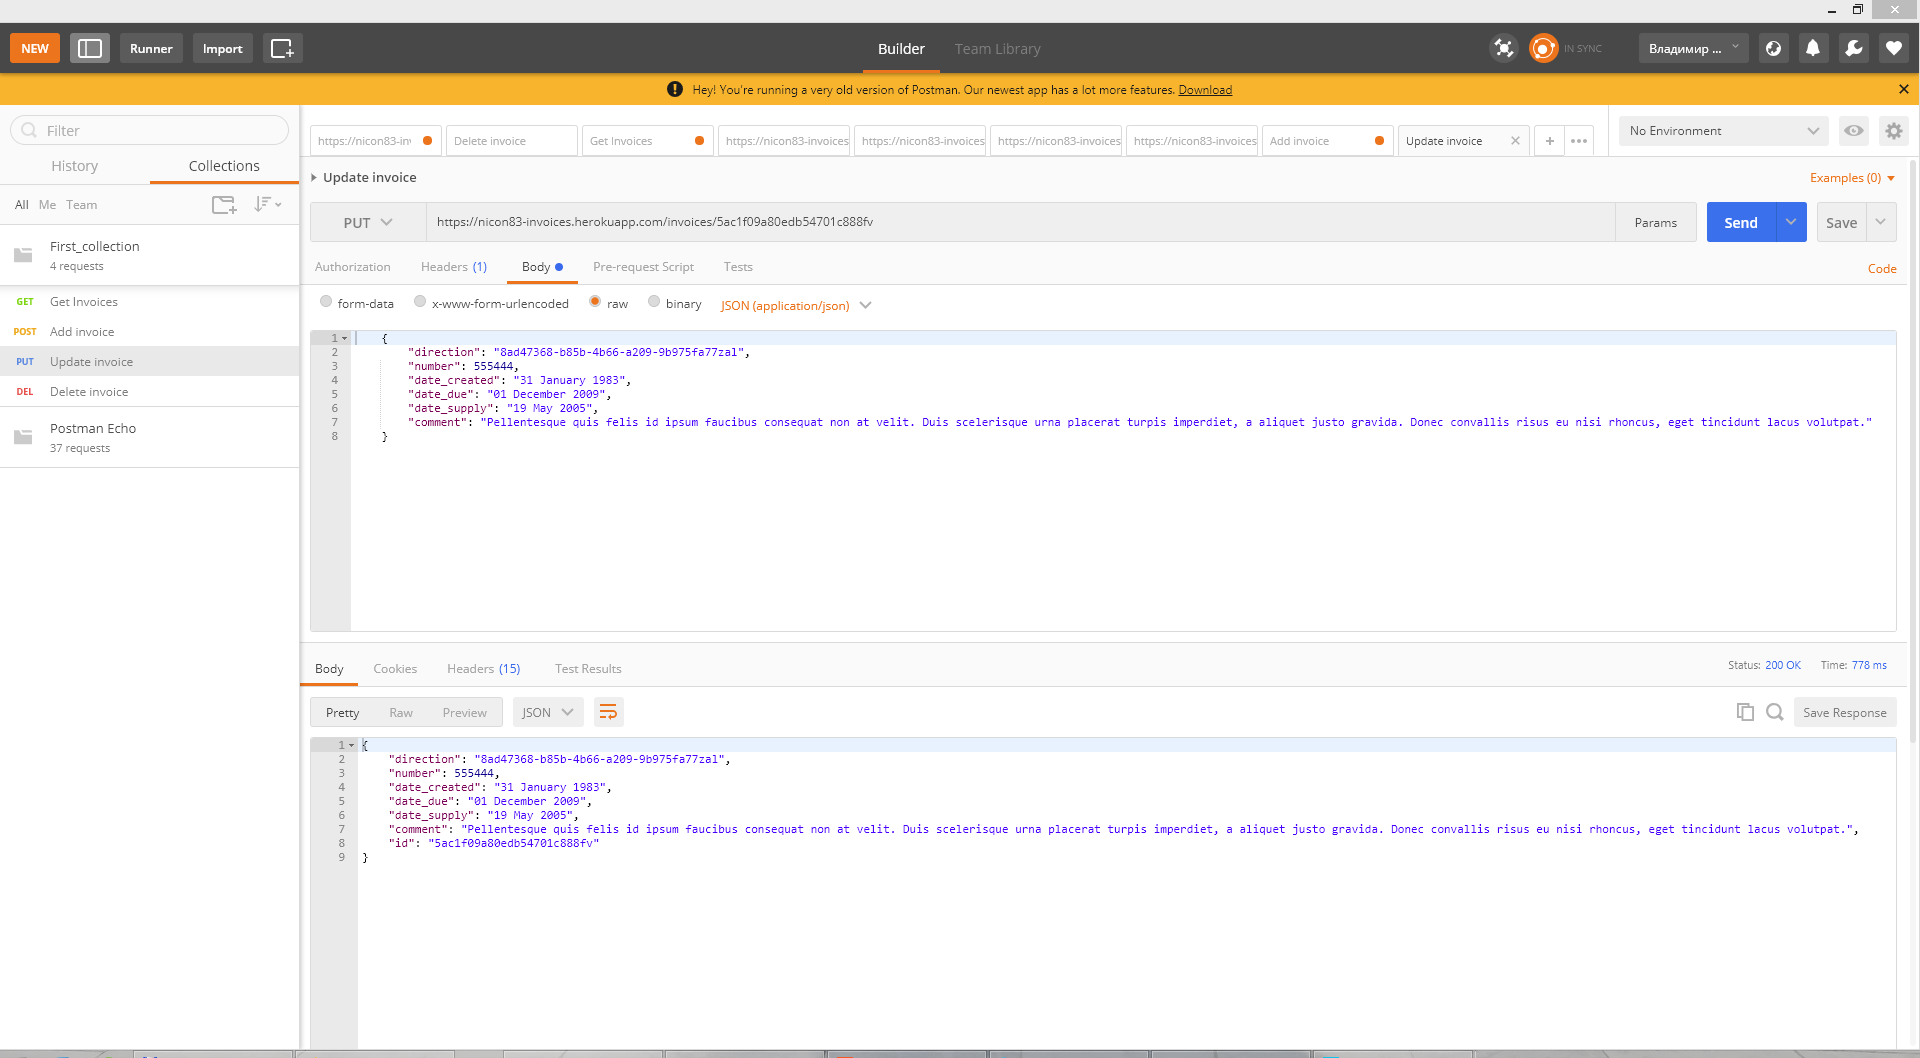 NEW
Runner
Import
Builder
Team Library
IN SYNC
Владимир ...
Hey! You're running a very old version of Postman. Our newest app has a lot more features. Download
Filter
History
Collections
All Me Team
First_collection
4 requests
GET Get Invoices
POST Add invoice
PUT Update invoice
DEL Delete invoice
Postman Echo
37 requests
https://nicon83-in
Delete invoice
Get Invoices
https://nicon83-invoices
https://nicon83-invoices
https://nicon83-invoices
https://nicon83-invoices
Add invoice
Update invoice
No Environment
Update invoice
Examples (0)
PUT
https://nicon83-invoices.herokuapp.com/invoices/5ac1f09a80edb54701c888fv
Params
Send
Save
Authorization
Headers (1)
Body
Pre-request Script
Tests
Code
form-data
x-www-form-urlencoded
raw
binary
JSON (application/json)
1 {
2 "direction": "8ad47368-b85b-4b66-a209-9b975fa77za1",
3 "number": 555444,
4 "date_created": "31 January 1983",
5 "date_due": "01 December 2009",
6 "date_supply": "19 May 2005",
7 "comment": "Pellentesque quis felis id ipsum faucibus consequat non at velit. Duis scelerisque urna placerat turpis imperdiet, a aliquet justo gravida. Donec convallis risus eu nisi rhoncus, eget tincidunt lacus volutpat."
8 }
Body
Cookies
Headers (15)
Test Results
Status: 200 OK
Time: 778 ms
Pretty
Raw
Preview
JSON
Save Response
1 {
2 "direction": "8ad47368-b85b-4b66-a209-9b975fa77za1",
3 "number": 555444,
4 "date_created": "31 January 1983",
5 "date_due": "01 December 2009",
6 "date_supply": "19 May 2005",
7 "comment": "Pellentesque quis felis id ipsum faucibus consequat non at velit. Duis scelerisque urna placerat turpis imperdiet, a aliquet justo gravida. Donec convallis risus eu nisi rhoncus, eget tincidunt lacus volutpat.",
8 "id": "5ac1f09a80edb54701c888fv"
9 }